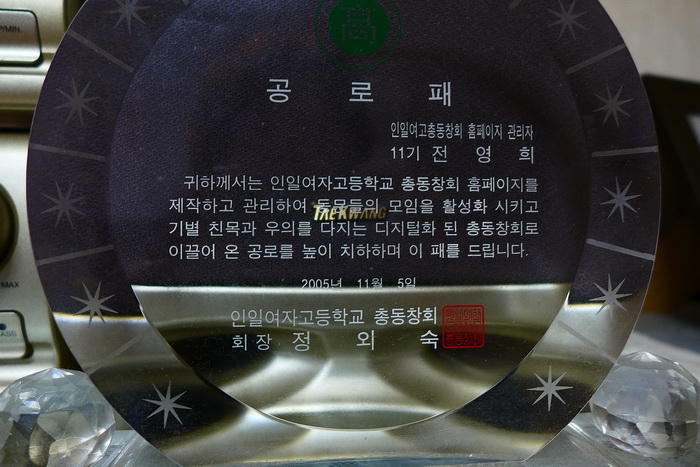 P/MIN.
高
공 로 패
인일여고총동창회 홈페이지 관리자
11기 전 영 희
귀하께서는 인일여자고등학교 총동창회 홈페이지를
제작하고 관리하여 동문들의 모임을 활성화 시키고
TAEKWANG
기별 친목과 우의를 다지는 디지털화 된 총동창회로
이끌어 온 공로를 높이 치하하며 이 패를 드립니다.
MAX
2005년 11월 5일
인일여자고등학교 총동창회
회장 정 외 숙